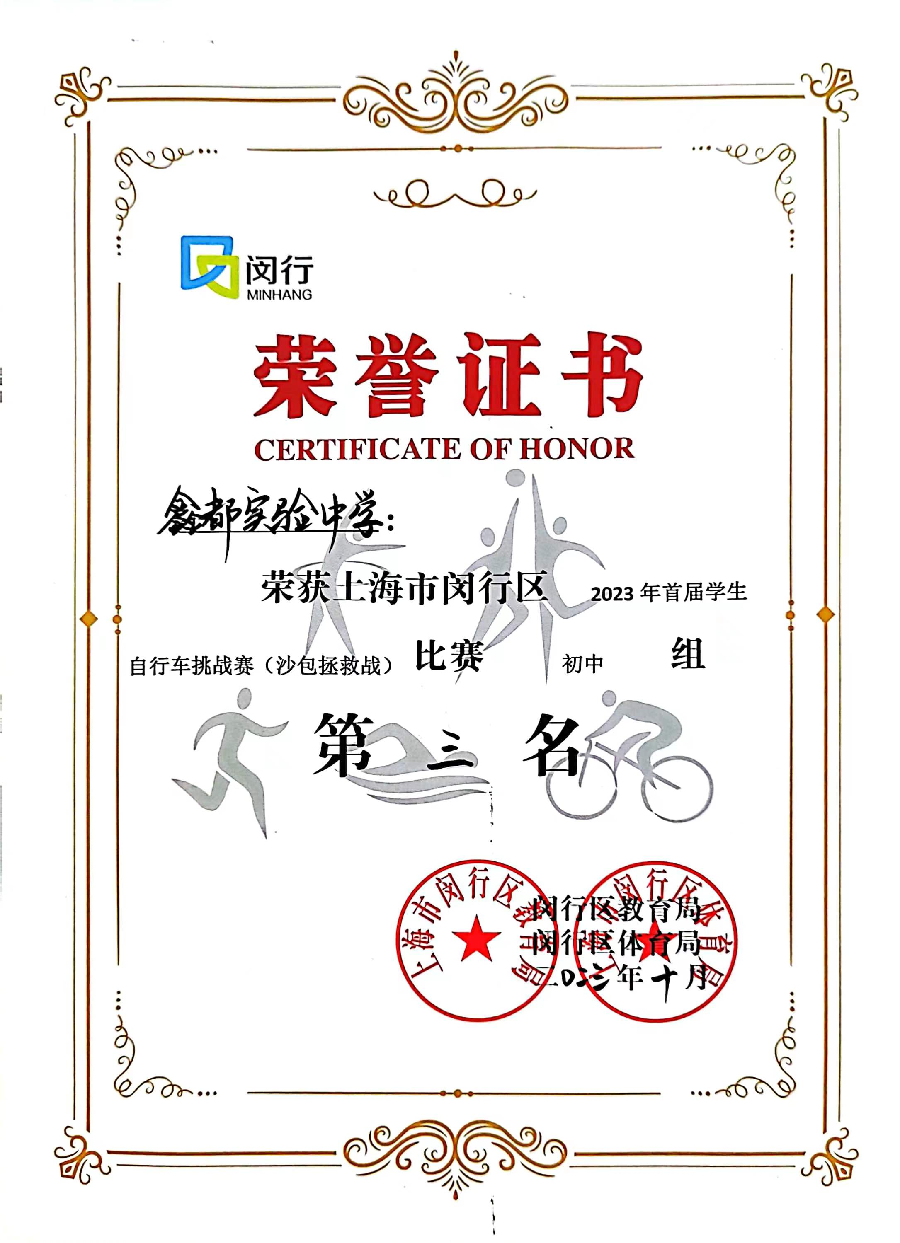 闵行
MINHANG
荣誉证书
CERTIFICATE OF HONOR
鑫都实验中学：
荣获上海市闵行区 2023 年首届学生
自行车挑战赛（沙包拯救战） 比赛 初中 组
第 三 名
闵行区教育局
闵行区体育局
二〇二三年十月
上海市闵行区教育局
上海市闵行区体育局